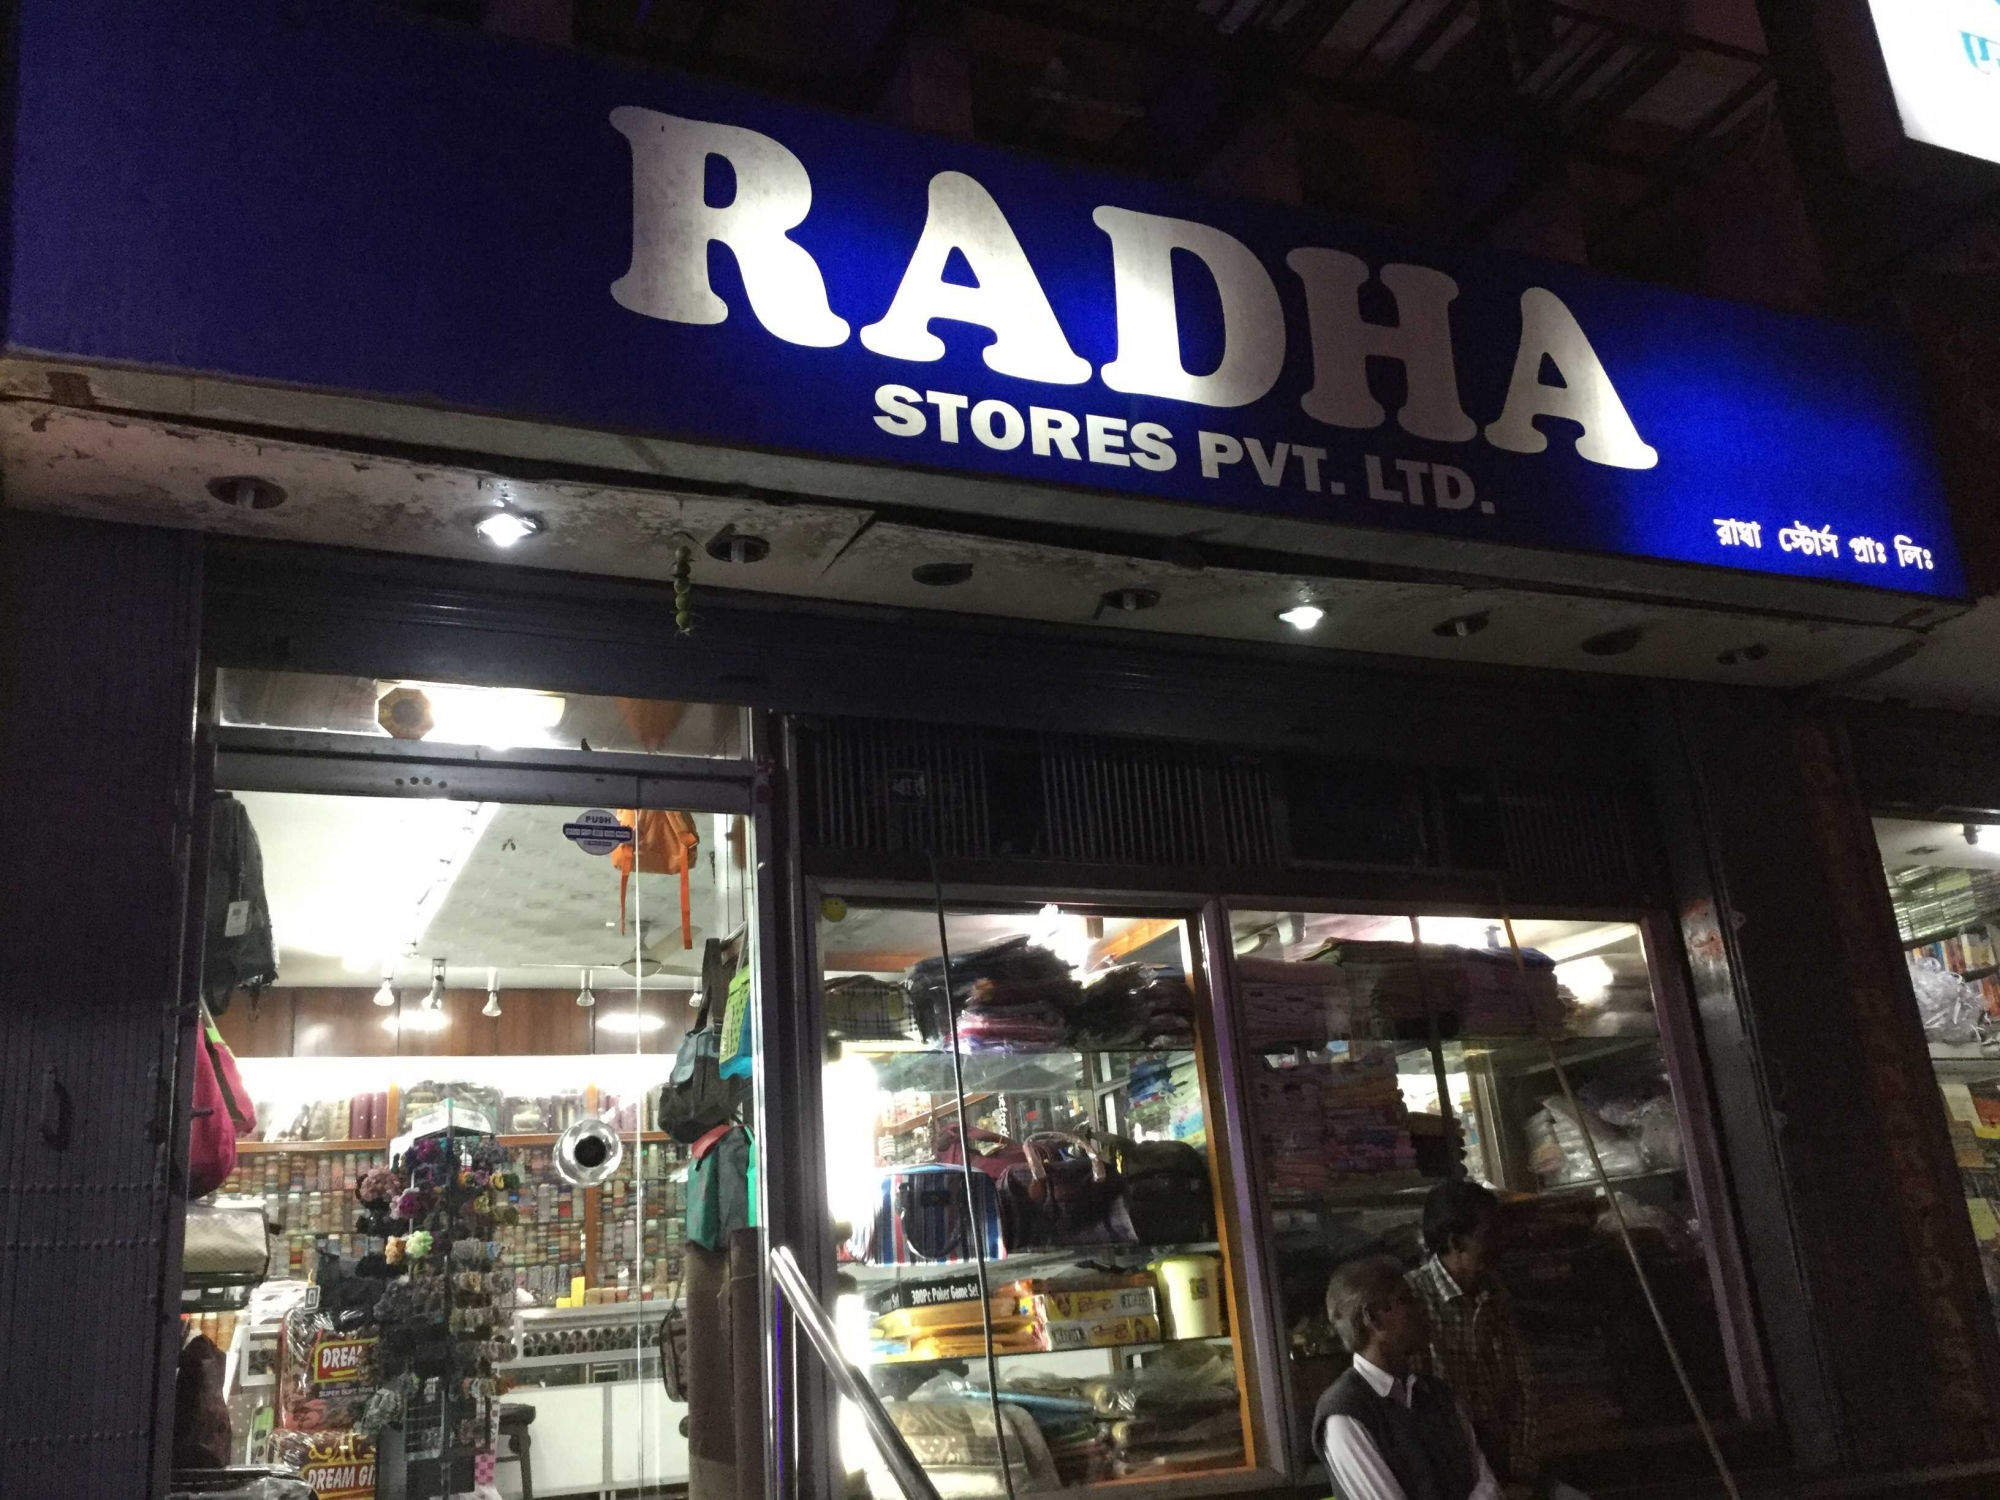 RADHA
STORES PVT. LTD.
রাধা স্টোর্স প্রাঃ লিঃ
PUSH
300Pc Poker Game Set
DREAM
DREAM GI